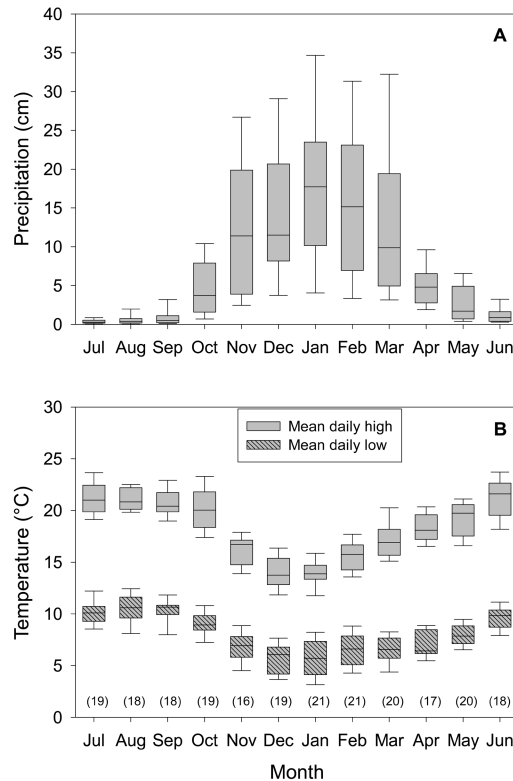 A
Precipitation (cm)
40
35
30
25
20
15
10
5
0
Jul Aug Sep Oct Nov Dec Jan Feb Mar Apr May Jun
B
Mean daily high
Mean daily low
Temperature (°C)
30
25
20
15
10
5
0
(19) (18) (18) (19) (16) (19) (21) (21) (20) (17) (20) (18)
Jul Aug Sep Oct Nov Dec Jan Feb Mar Apr May Jun
Month